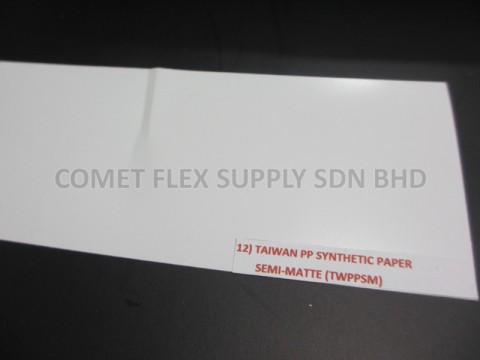 COMET FLEX SUPPLY SDN BHD
12) TAIWAN PP SYNTHETIC PAPER
SEMI-MATTE (TWPPSM)